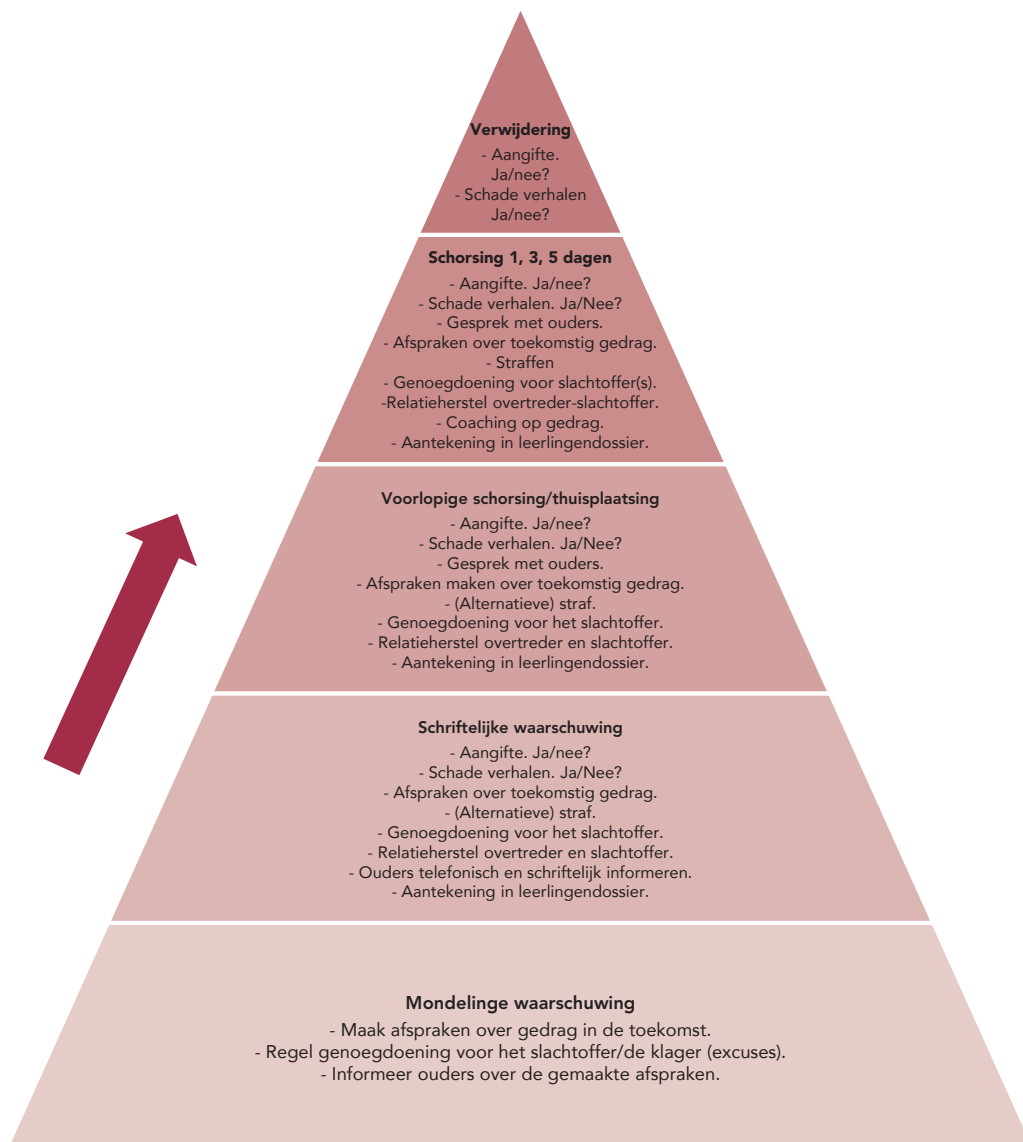 Verwijdering
- Aangifte.
Ja/nee?
- Schade verhalen
Ja/nee?
Schorsing 1, 3, 5 dagen
- Aangifte. Ja/nee?
- Schade verhalen. Ja/Nee?
- Gesprek met ouders.
- Afspraken over toekomstig gedrag.
- Straffen
- Genoegdoening voor slachtoffer(s).
-Relatieherstel overtreder-slachtoffer.
- Coaching op gedrag.
- Aantekening in leerlingendossier.
Voorlopige schorsing/thuisplaatsing
- Aangifte. Ja/nee?
- Schade verhalen. Ja/Nee?
- Gesprek met ouders.
- Afspraken maken over toekomstig gedrag.
- (Alternatieve) straf.
- Genoegdoening voor het slachtoffer.
- Relatieherstel overtreder en slachtoffer.
- Aantekening in leerlingendossier.
Schriftelijke waarschuwing
- Aangifte. Ja/nee?
- Schade verhalen. Ja/Nee?
- Afspraken over toekomstig gedrag.
- (Alternatieve) straf.
- Genoegdoening voor het slachtoffer.
- Relatieherstel overtreder en slachtoffer.
- Ouders telefonisch en schriftelijk informeren.
- Aantekening in leerlingendossier.
Mondelinge waarschuwing
- Maak afspraken over gedrag in de toekomst.
- Regel genoegdoening voor het slachtoffer/de klager (excuses).
- Informeer ouders over de gemaakte afspraken.